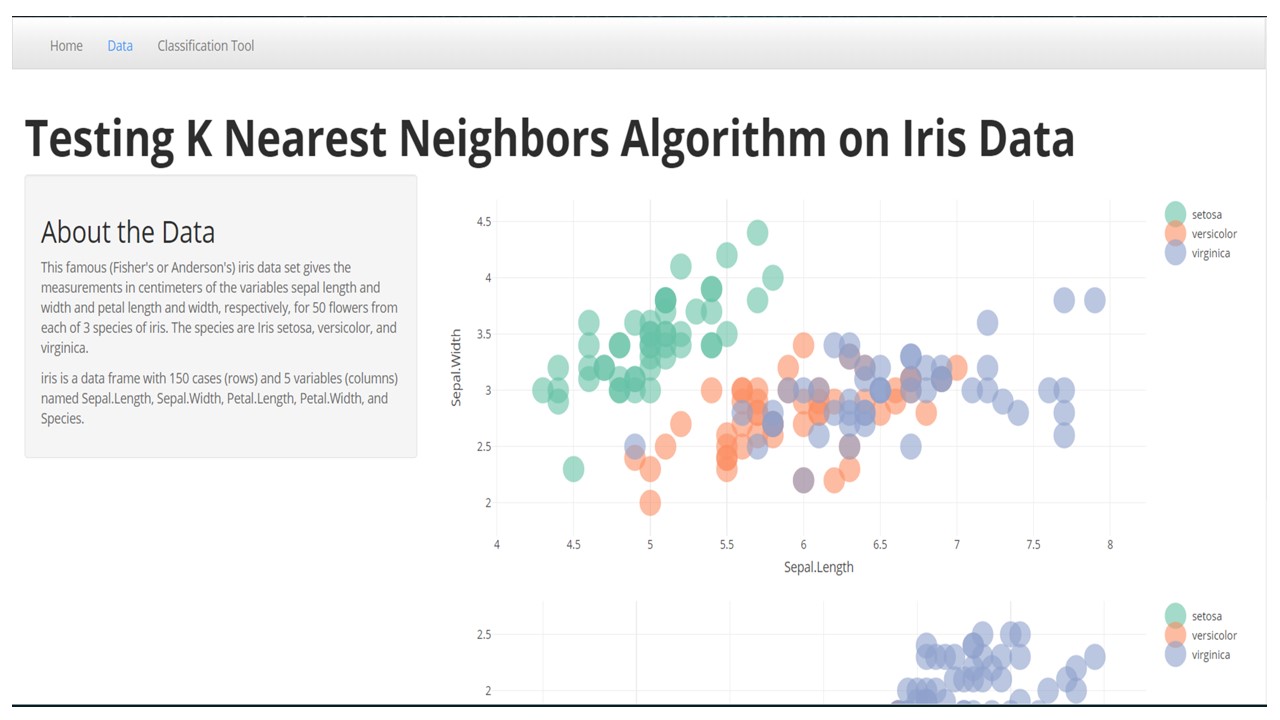 Home Data Classification Tool
Testing K Nearest Neighbors Algorithm on Iris Data
About the Data
This famous (Fisher's or Anderson's) iris data set gives the
measurements in centimeters of the variables sepal length and
width and petal length and width, respectively, for 50 flowers from
each of 3 species of iris. The species are Iris setosa, versicolor, and
virginica.
iris is a data frame with 150 cases (rows) and 5 variables (columns)
named Sepal.Length, Sepal.Width, Petal.Length, Petal.Width, and
Species.
Sepal.Width
4.5
4
3.5
3
2.5
2
4 4.5 5 5.5 6 6.5 7 7.5 8
Sepal.Length
setosa
versicolor
virginica
2.5
2
setosa
versicolor
virginica